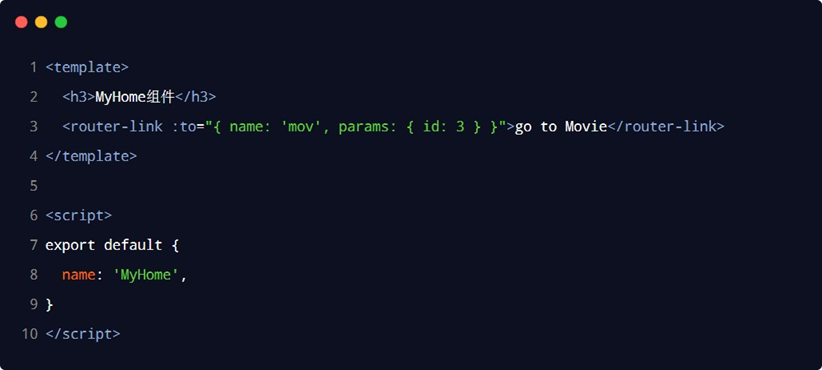 1 <template>
2   <h3>MyHome组件</h3>
3   <router-link :to="{ name: 'mov', params: { id: 3 } }">go to Movie</router-link>
4 </template>
5
6 <script>
7 export default {
8   name: 'MyHome',
9 }
10 </script>